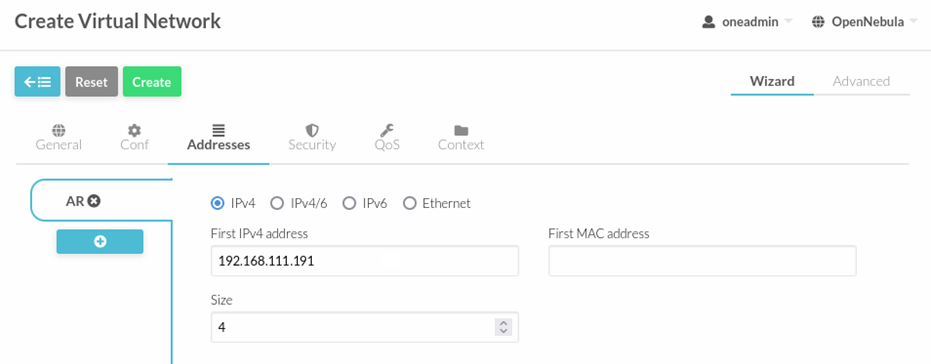 Create Virtual Network
oneadmin
OpenNebula
Reset
Create
Wizard
Advanced
General
Conf
Addresses
Security
QoS
Context
AR
IPv4
IPv4/6
IPv6
Ethernet
First IPv4 address
First MAC address
192.168.111.191
Size
4